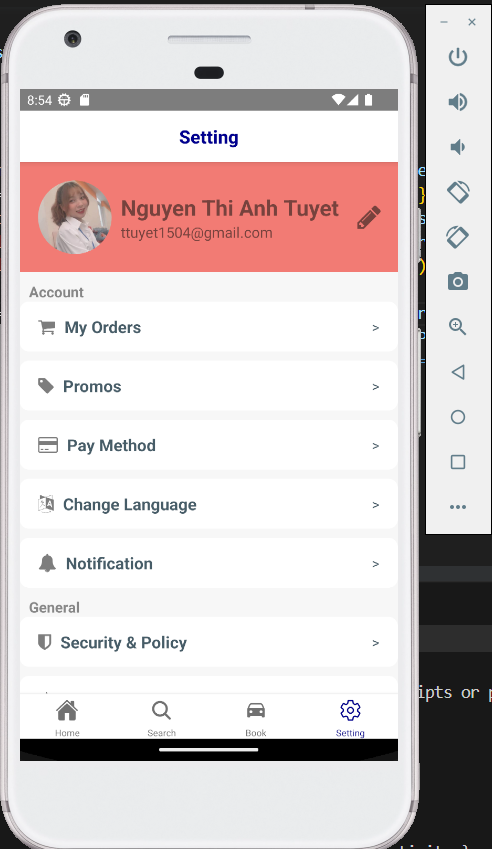 8:54
Setting
Nguyen Thi Anh Tuyet
ttuyet1504@gmail.com
Account
My Orders >
Promos >
Pay Method >
Change Language >
Notification >
General
Security & Policy >
ipts or p
Home Search Book Setting